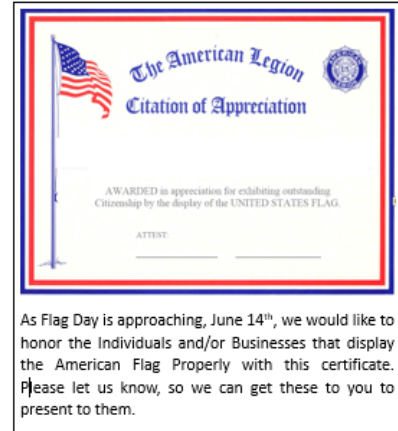 The American Legion
Citation of Appreciation
AWARDED in appreciation for exhibiting outstanding
Citizenship by the display of the UNITED STATES FLAG.
ATTEST:
As Flag Day is approaching, June 14th, we would like to
honor the Individuals and/or Businesses that display
the American Flag Properly with this certificate.
Please let us know, so we can get these to you to
present to them.